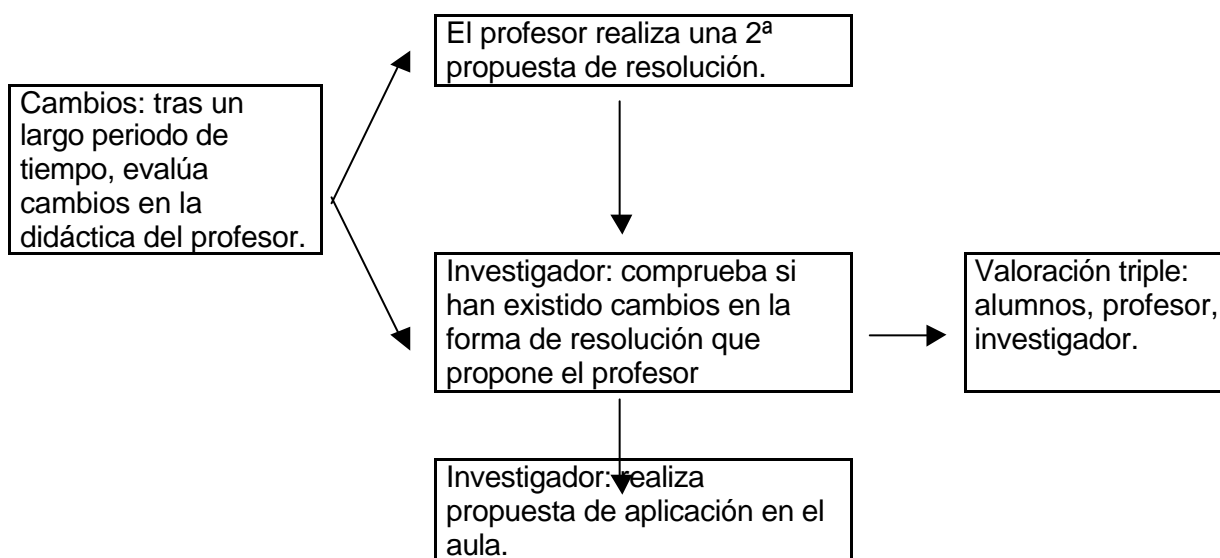 El profesor realiza una 2ª
propuesta de resolución.
Cambios: tras un
largo periodo de
tiempo, evalúa
cambios en la
didáctica del profesor.
Investigador: comprueba si
han existido cambios en la
forma de resolución que
propone el profesor
Valoración triple:
alumnos, profesor,
investigador.
Investigador: realiza
propuesta de aplicación en el
aula.